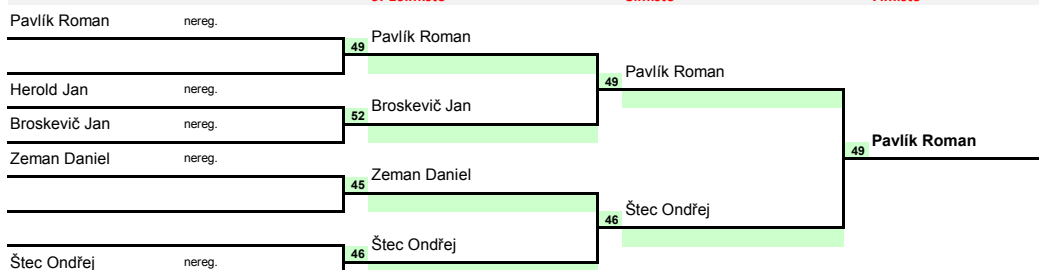 Pavlík Roman nereg.
49 Pavlík Roman
49 Pavlík Roman
Herold Jan nereg.
52 Broskevič Jan
Broskevič Jan nereg.
49 Pavlík Roman
Zeman Daniel nereg.
45 Zeman Daniel
46 Štec Ondřej
46 Štec Ondřej
Štec Ondřej nereg.